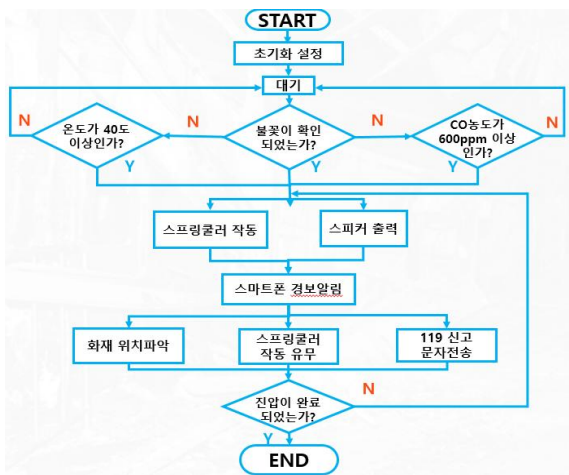 START
초기화 설정
대기
N
N
N
N
온도가 40도
이상인가?
불꽃이 확인
되었는가?
CO농도가
600ppm 이상
인가?
Y
Y
Y
스프링쿨러 작동
스피커 출력
스마트폰 경보알림
화재 위치파악
스프링쿨러
작동 유무
119 신고
문자전송
진압이 완료
되었는가?
N
Y
END